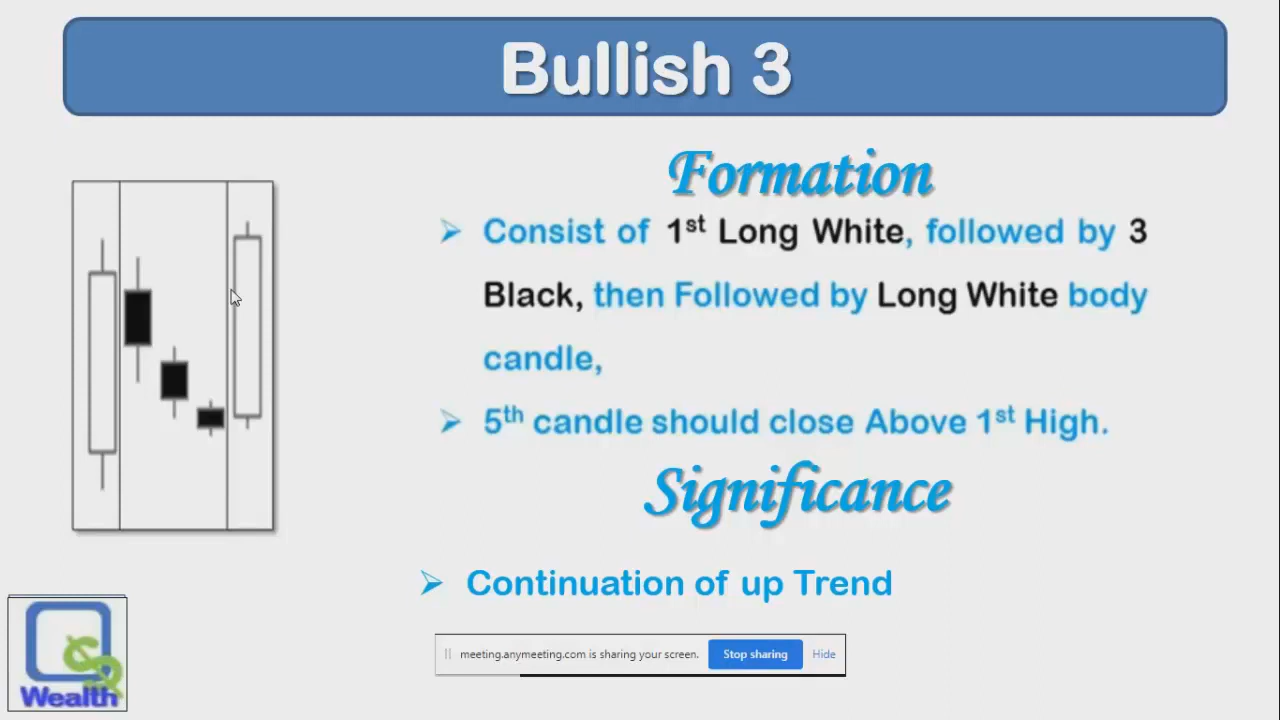 Bullish 3
Formation
➢ Consist of 1st Long White, followed by 3
Black, then Followed by Long White body
candle,
➢ 5th candle should close Above 1st High.
Significance
➢ Continuation of up Trend
meeting.anymeeting.com is sharing your screen. Stop sharing Hide
Wealth